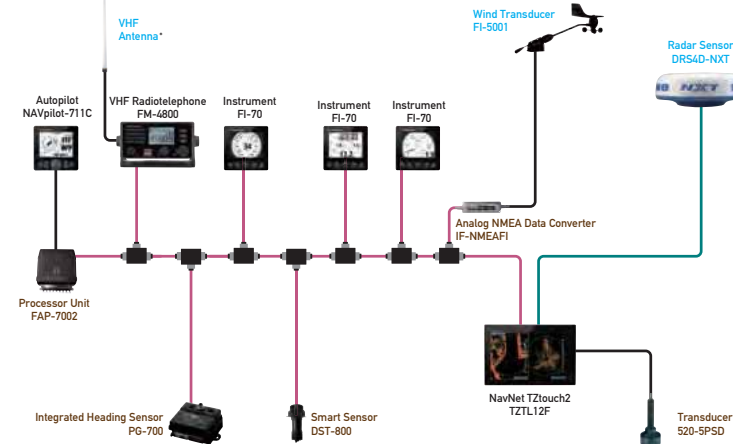 VHF
Antenna*
Wind Transducer
FI-5001
Radar Sensor
DRS4D-NXT
NXT
Autopilot
NAVpilot-711C
VHF Radiotelephone
FM-4800
Instrument
FI-70
Instrument
FI-70
Instrument
FI-70
Analog NMEA Data Converter
IF-NMEAFI
Processor Unit
FAP-7002
NavNet TZtouch2
TZTL12F
Integrated Heading Sensor
PG-700
Smart Sensor
DST-800
Transducer
520-5PSD